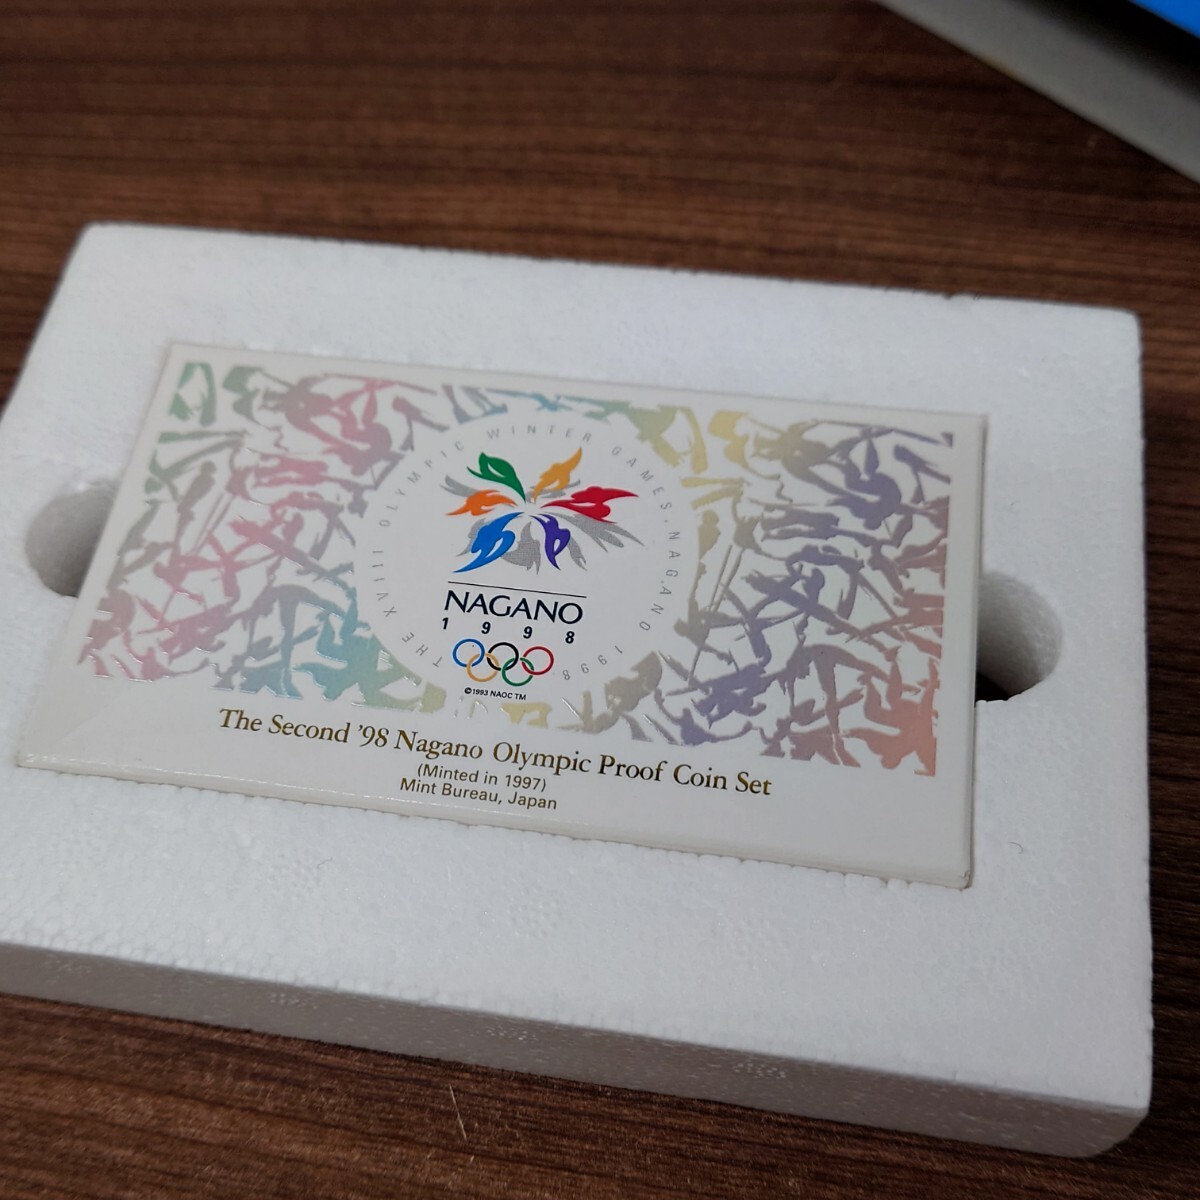 THE XVIII OLYMPIC WINTER GAMES, NAGANO 1998
NAGANO
1998
©1993 NAOC TM
The Second '98 Nagano Olympic Proof Coin Set
(Minted in 1997)
Mint Bureau, Japan